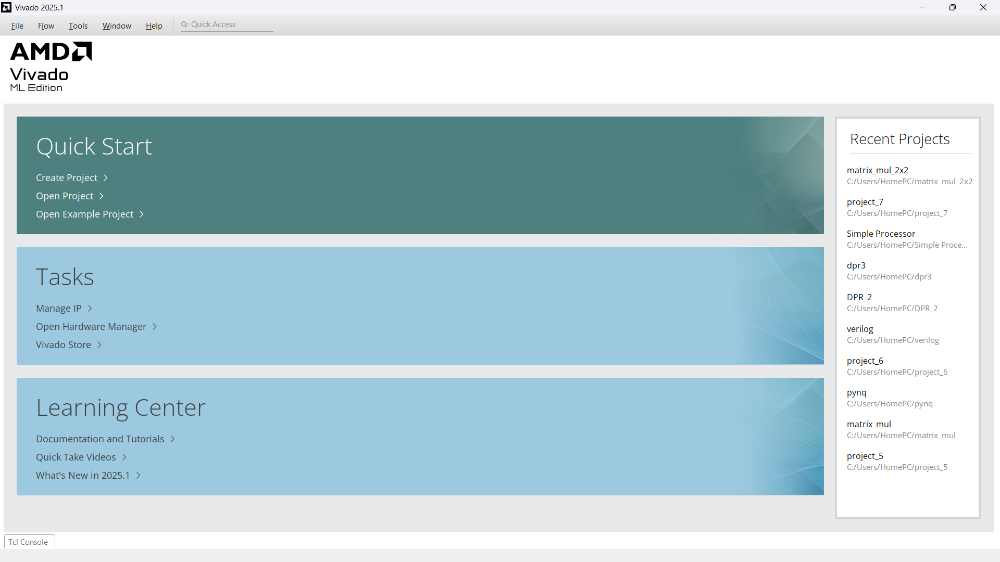 Vivado 2025.1
File Flow Tools Window Help Quick Access
AMD
Vivado
ML Edition
Quick Start
Create Project
Open Project
Open Example Project
Tasks
Manage IP
Open Hardware Manager
Vivado Store
Learning Center
Documentation and Tutorials
Quick Take Videos
What's New in 2025.1
Recent Projects
matrix_mul_2x2
C:/Users/HomePC/matrix_mul_2x2
project_7
C:/Users/HomePC/project_7
Simple Processor
C:/Users/HomePC/Simple Proce...
dpr3
C:/Users/HomePC/dpr3
DPR_2
C:/Users/HomePC/DPR_2
verilog
C:/Users/HomePC/verilog
project_6
C:/Users/HomePC/project_6
pynq
C:/Users/HomePC/pynq
matrix_mul
C:/Users/HomePC/matrix_mul
project_5
C:/Users/HomePC/project_5
Tcl Console